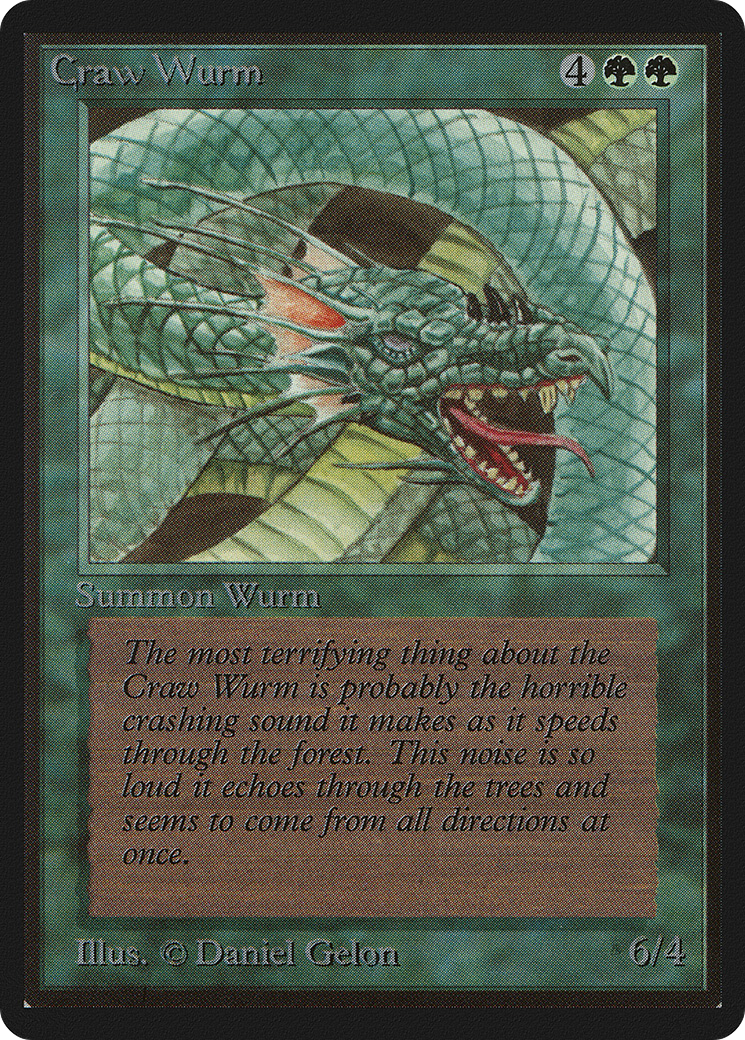 Craw Wurm 4
Summon Wurm
The most terrifying thing about the
Craw Wurm is probably the horrible
crashing sound it makes as it speeds
through the forest. This noise is so
loud it echoes through the trees and
seems to come from all directions at
once.
Illus. © Daniel Gelon 6/4